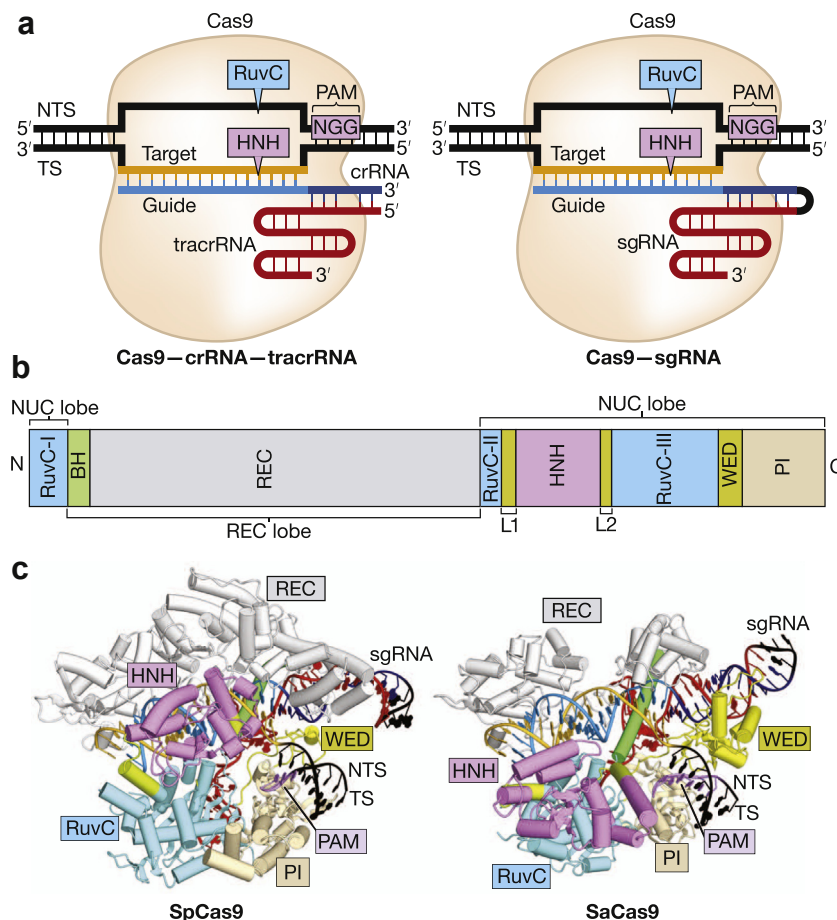 a
Cas9
RuvC
PAM
NTS
5′ NGG 3′
3′ HNH 5′
TS
Target
crRNA
3′
Guide
5′
tracrRNA
3′
Cas9–crRNA–tracrRNA
Cas9
RuvC
PAM
NTS
5′ NGG 3′
3′ HNH 5′
TS
Target
Guide
sgRNA
3′
Cas9–sgRNA
b
NUC lobe
NUC lobe
N RuvC-I BH REC RuvC-II HNH RuvC-III WED PI
REC lobe
L1
L2
c
REC
sgRNA
HNH
WED
NTS
TS
RuvC
PAM
PI
SpCas9
REC
sgRNA
WED
HNH
NTS
TS
PAM
PI
RuvC
SaCas9